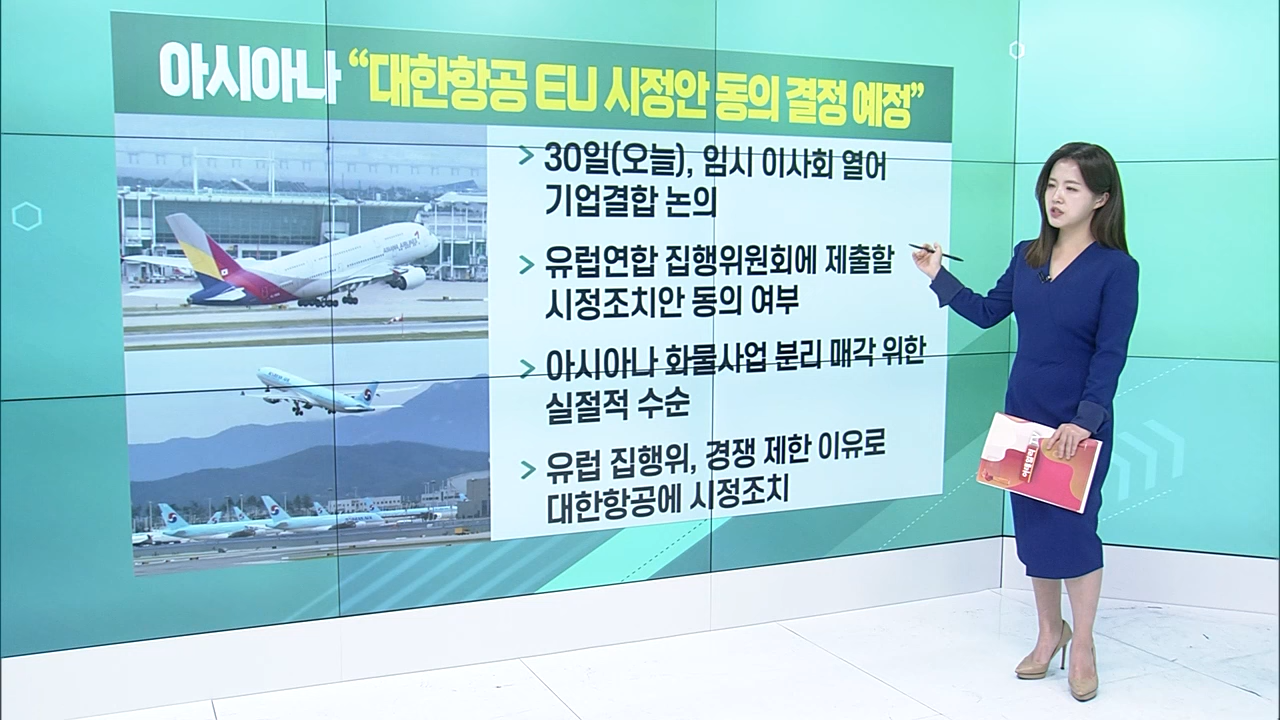 아시아나 “대한항공 EU 시정안 동의 결정 예정”
30일(오늘), 임시 이사회 열어
기업결합 논의
유럽연합 집행위원회에 제출할
시정조치안 동의 여부
아시아나 화물사업 분리 매각 위한
실절적 수순
유럽 집행위, 경쟁 제한 이유로
대한항공에 시정조치